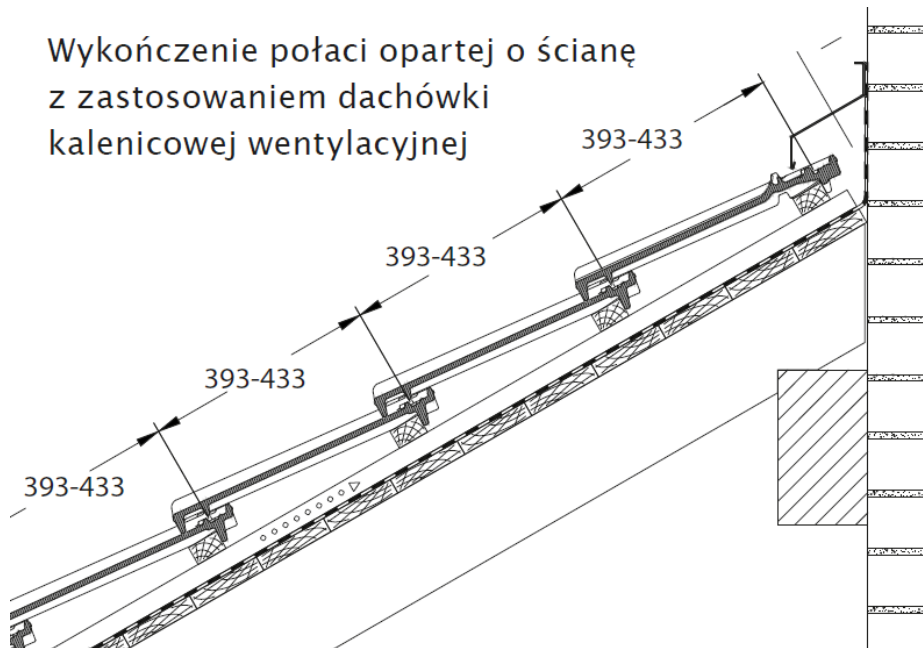 Wykończenie połaci opartej o ścianę
z zastosowaniem dachówki
kalenicowej wentylacyjnej
393-433
393-433
393-433
393-433